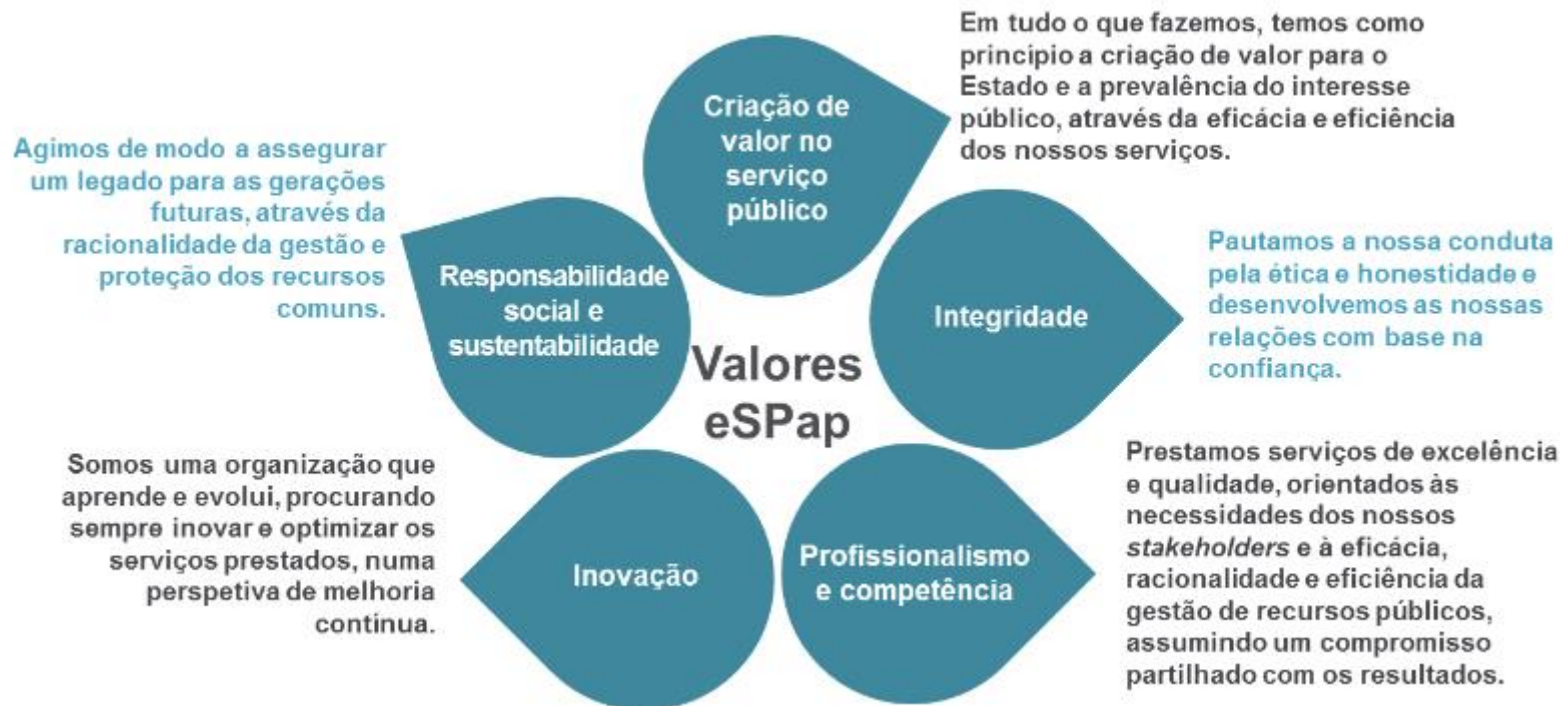 Criação de
valor no
serviço
público
Em tudo o que fazemos, temos como
princípio a criação de valor para o
Estado e a prevalência do interesse
público, através da eficácia e eficiência
dos nossos serviços.
Integridade
Pautamos a nossa conduta
pela ética e honestidade e
desenvolvemos as nossas
relações com base na
confiança.
Profissionalismo
e competência
Prestamos serviços de excelência
e qualidade, orientados às
necessidades dos nossos
stakeholders e à eficácia,
racionalidade e eficiência da
gestão de recursos públicos,
assumindo um compromisso
partilhado com os resultados.
Inovação
Somos uma organização que
aprende e evolui, procurando
sempre inovar e optimizar os
serviços prestados, numa
perspetiva de melhoria
contínua.
Responsabilidade
social e
sustentabilidade
Agimos de modo a assegurar
um legado para as gerações
futuras, através da
racionalidade da gestão e
proteção dos recursos
comuns.
Valores
eSPap